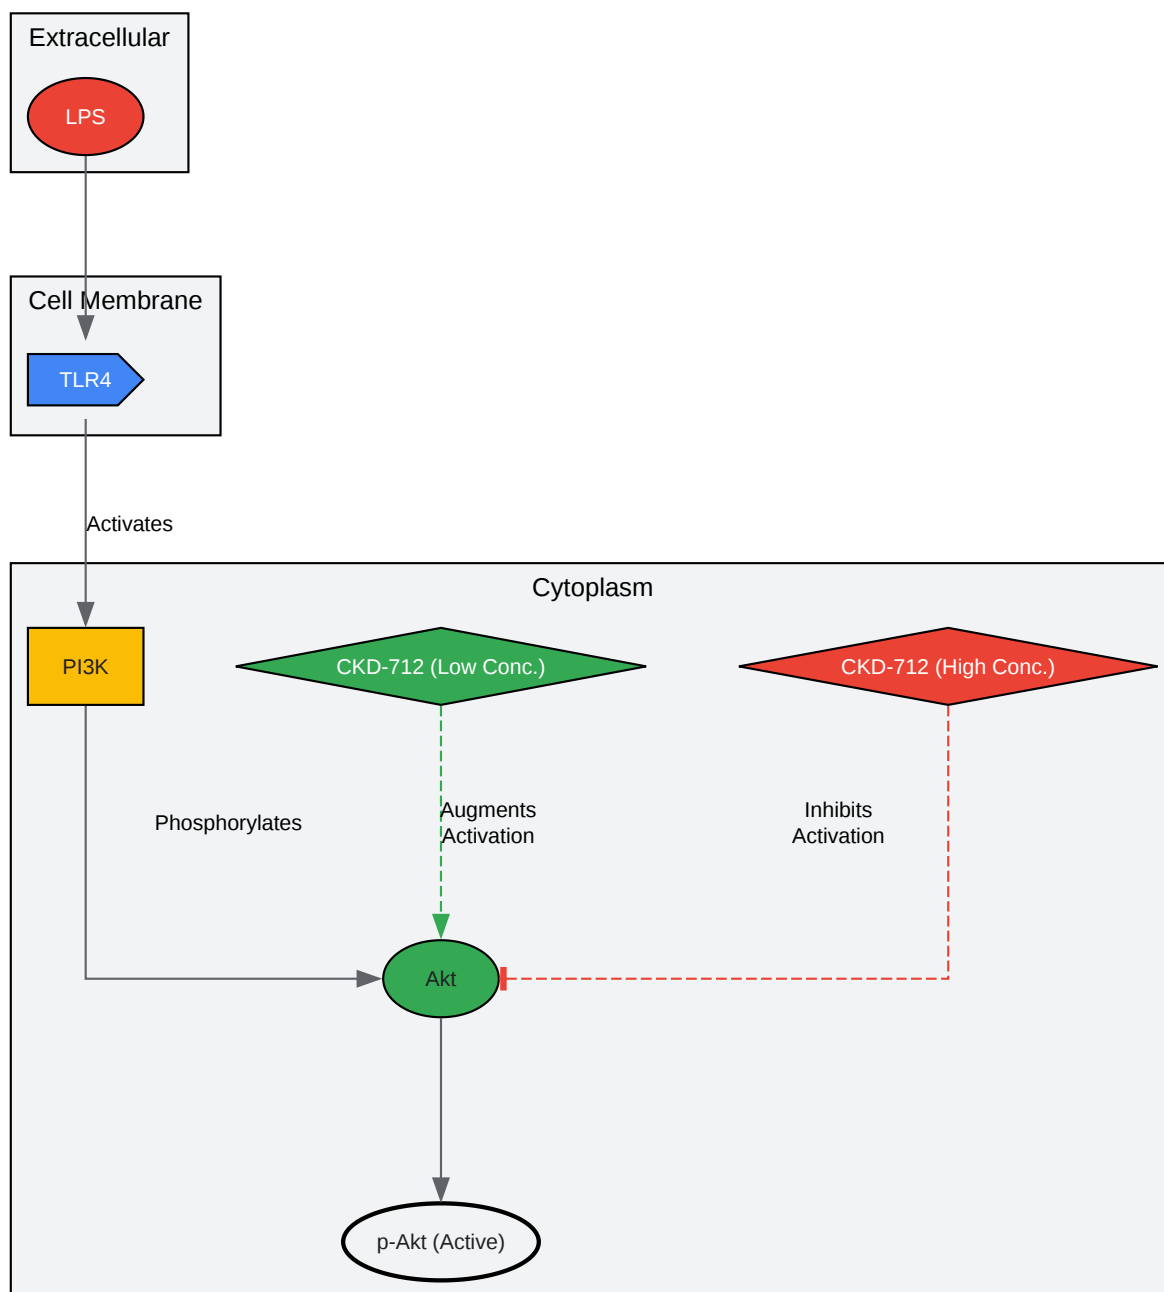 Extracellular
LPS
Cell Membrane
TLR4
Activates
Cytoplasm
PI3K
CKD-712 (Low Conc.)
CKD-712 (High Conc.)
Phosphorylates
Augments
Activation
Inhibits
Activation
Akt
p-Akt (Active)